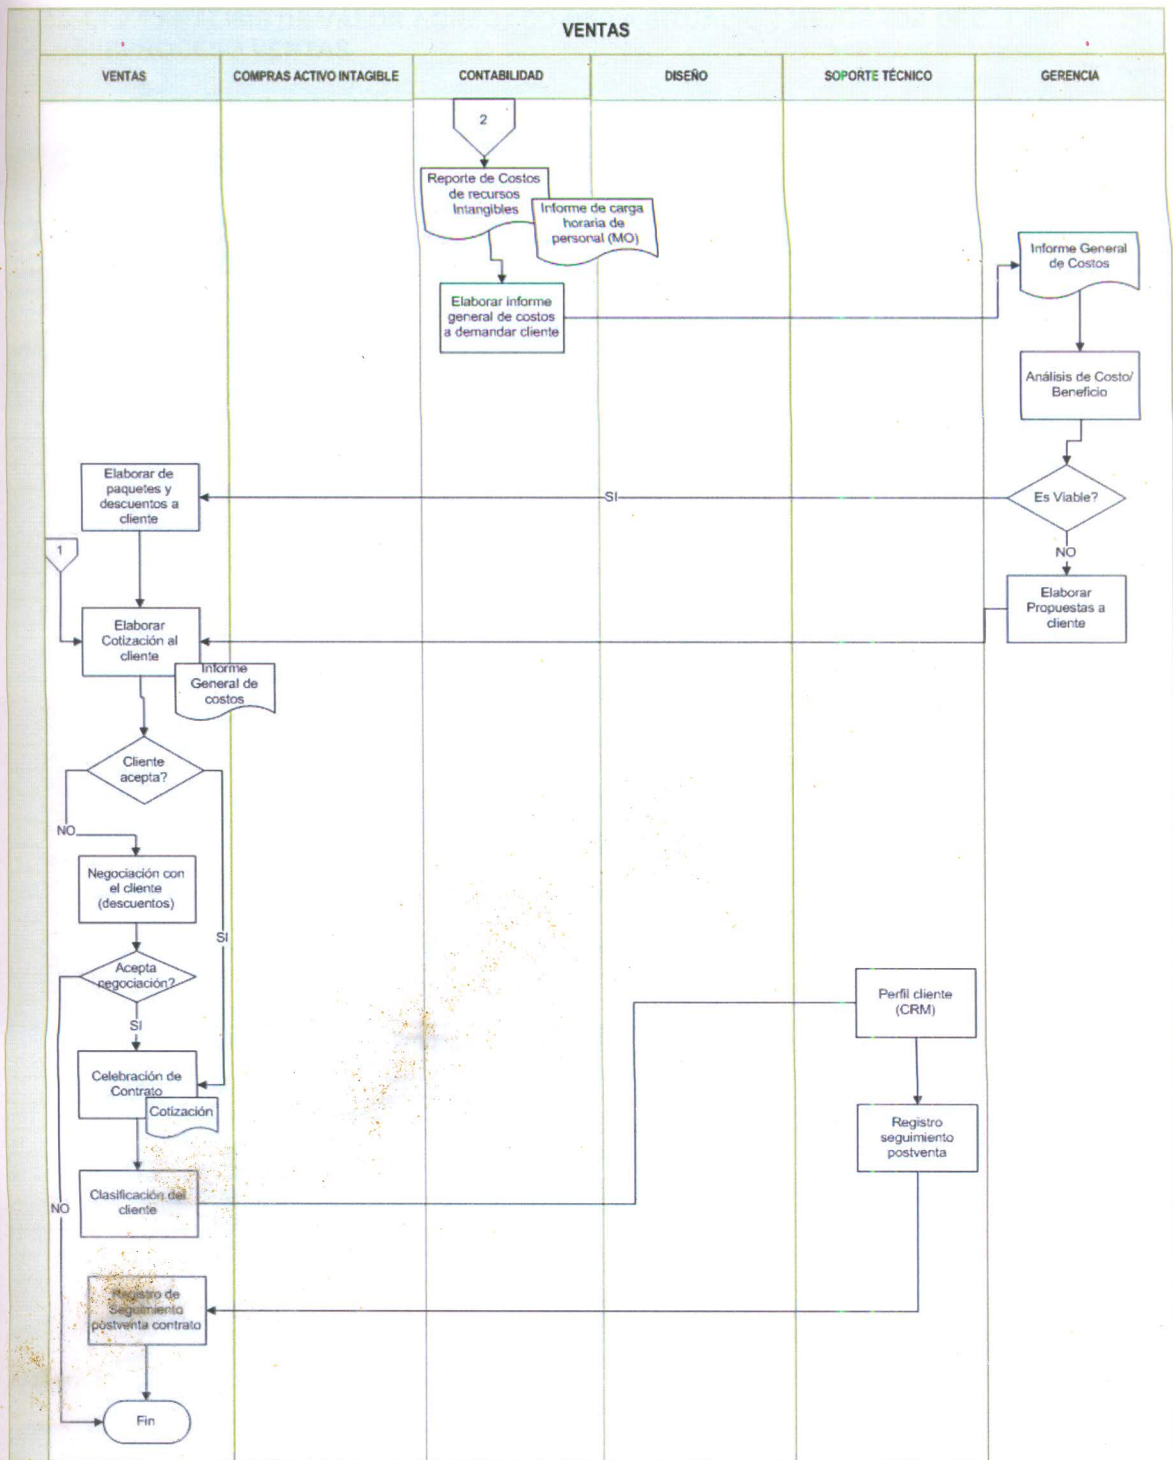 VENTAS
VENTAS
COMPRAS ACTIVO INTAGIBLE
CONTABILIDAD
DISEÑO
SOPORTE TÉCNICO
GERENCIA
2
Reporte de Costos
de recursos
Intangibles
Informe de carga
horaria de
personal (MO)
Informe General
de Costos
Elaborar informe
general de costos
a demandar cliente
Análisis de Costo/
Beneficio
Es Viable?
SI
NO
Elaborar de
paquetes y
descuentos a
cliente
1
Elaborar
Propuestas a
cliente
Elaborar
Cotización al
cliente
Informe
General de
costos
Cliente
acepta?
NO
SI
Negociación con
el cliente
(descuentos)
Acepta
negociación?
SI
NO
Celebración de
Contrato
Cotización
Clasificación del
cliente
Perfil cliente
(CRM)
Registro
seguimiento
postventa
Registro de
Seguimiento
postventa contrato
Fin